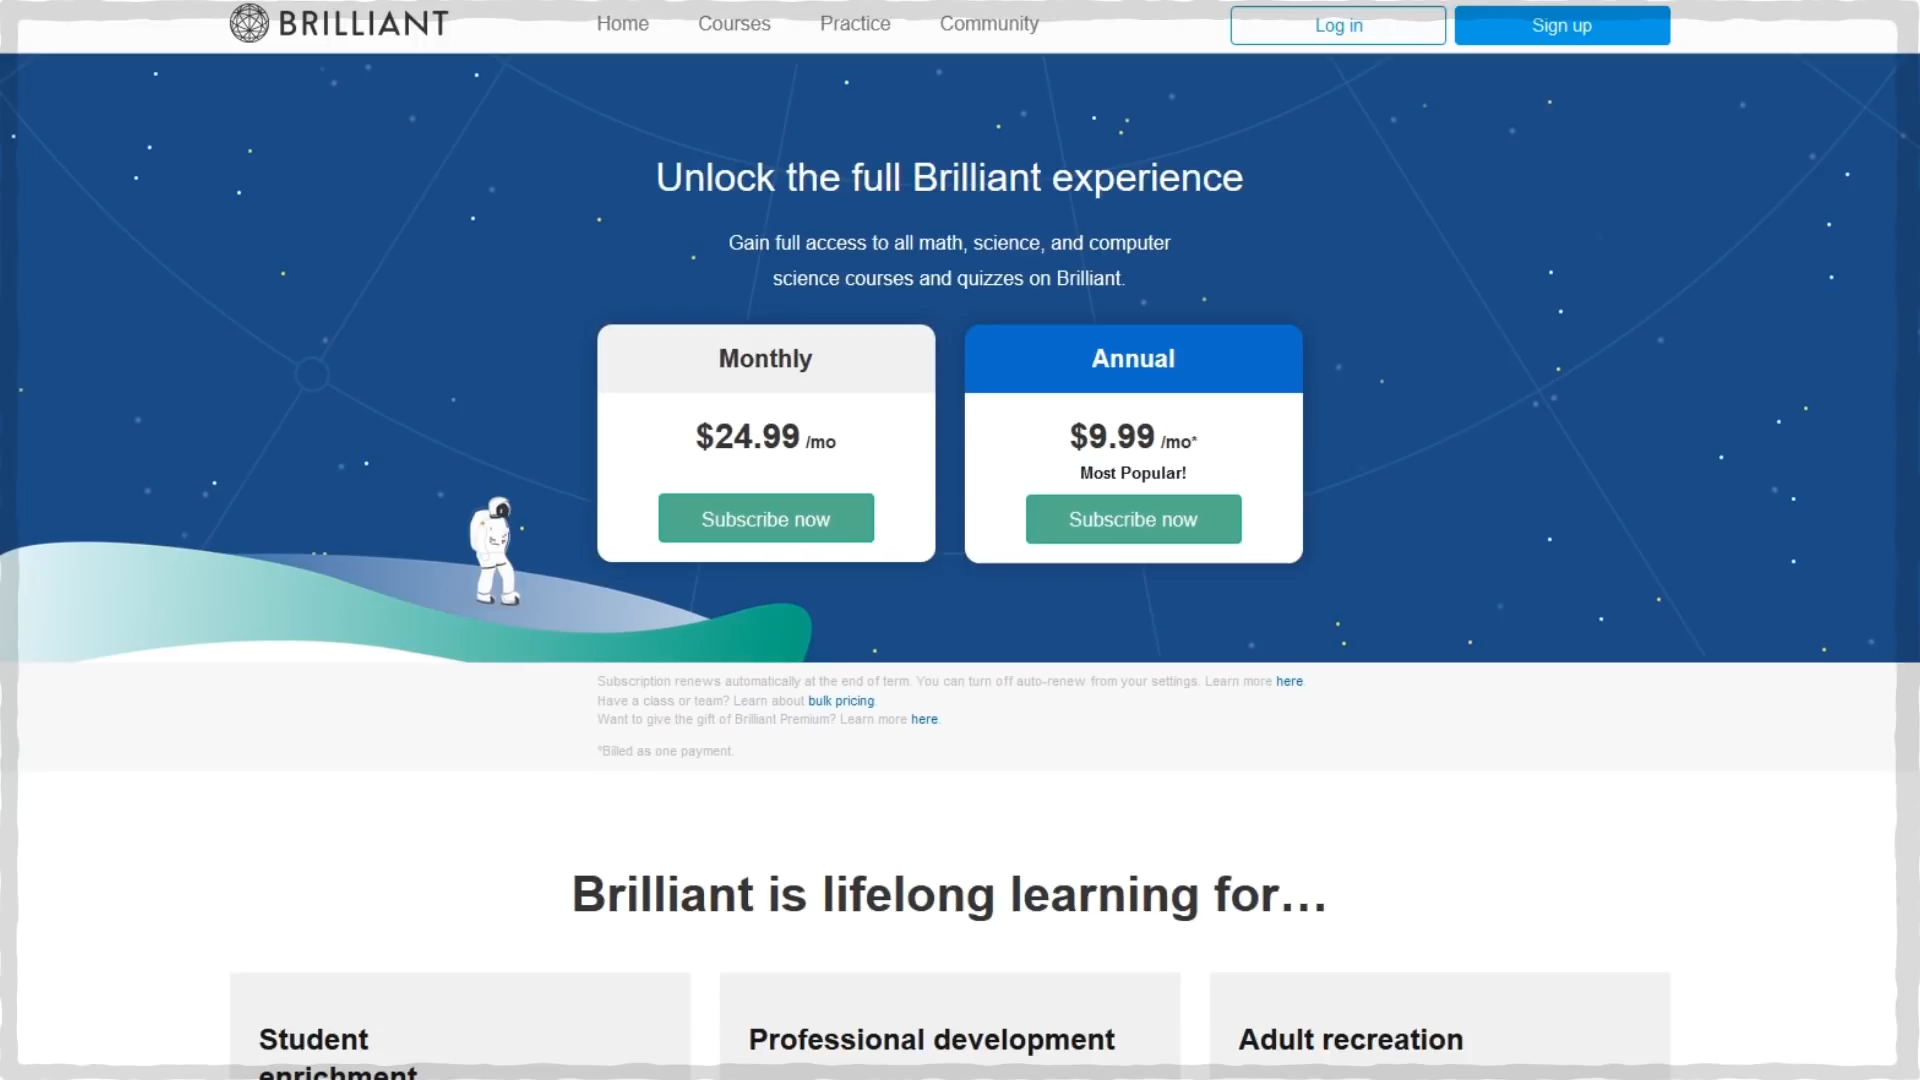 BRILLIANT
Home Courses Practice Community
Log in
Sign up
Unlock the full Brilliant experience
Gain full access to all math, science, and computer
science courses and quizzes on Brilliant.
Monthly
$24.99 /mo
Subscribe now
Annual
$9.99 /mo*
Most Popular!
Subscribe now
Subscription renews automatically at the end of term. You can turn off auto-renew from your settings. Learn more here.
Have a class or team? Learn about bulk pricing.
Want to give the gift of Brilliant Premium? Learn more here.
*Billed as one payment.
Brilliant is lifelong learning for...
Student
enrichment
Professional development
Adult recreation